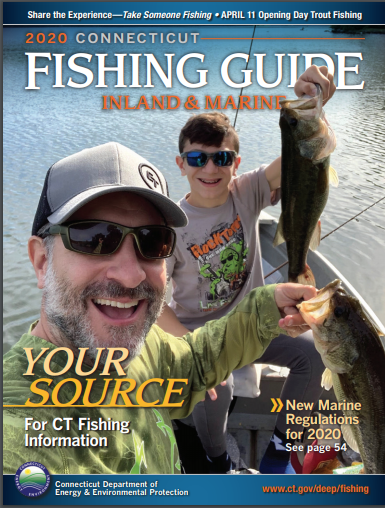 Share the Experience—Take Someone Fishing • APRIL 11 Opening Day Trout Fishing
2020 CONNECTICUT
FISHING GUIDE
INLAND & MARINE
YOUR
SOURCE
For CT Fishing
Information
New Marine
Regulations
for 2020
See page 54
Connecticut Department of
Energy & Environmental Protection
www.ct.gov/deep/fishing